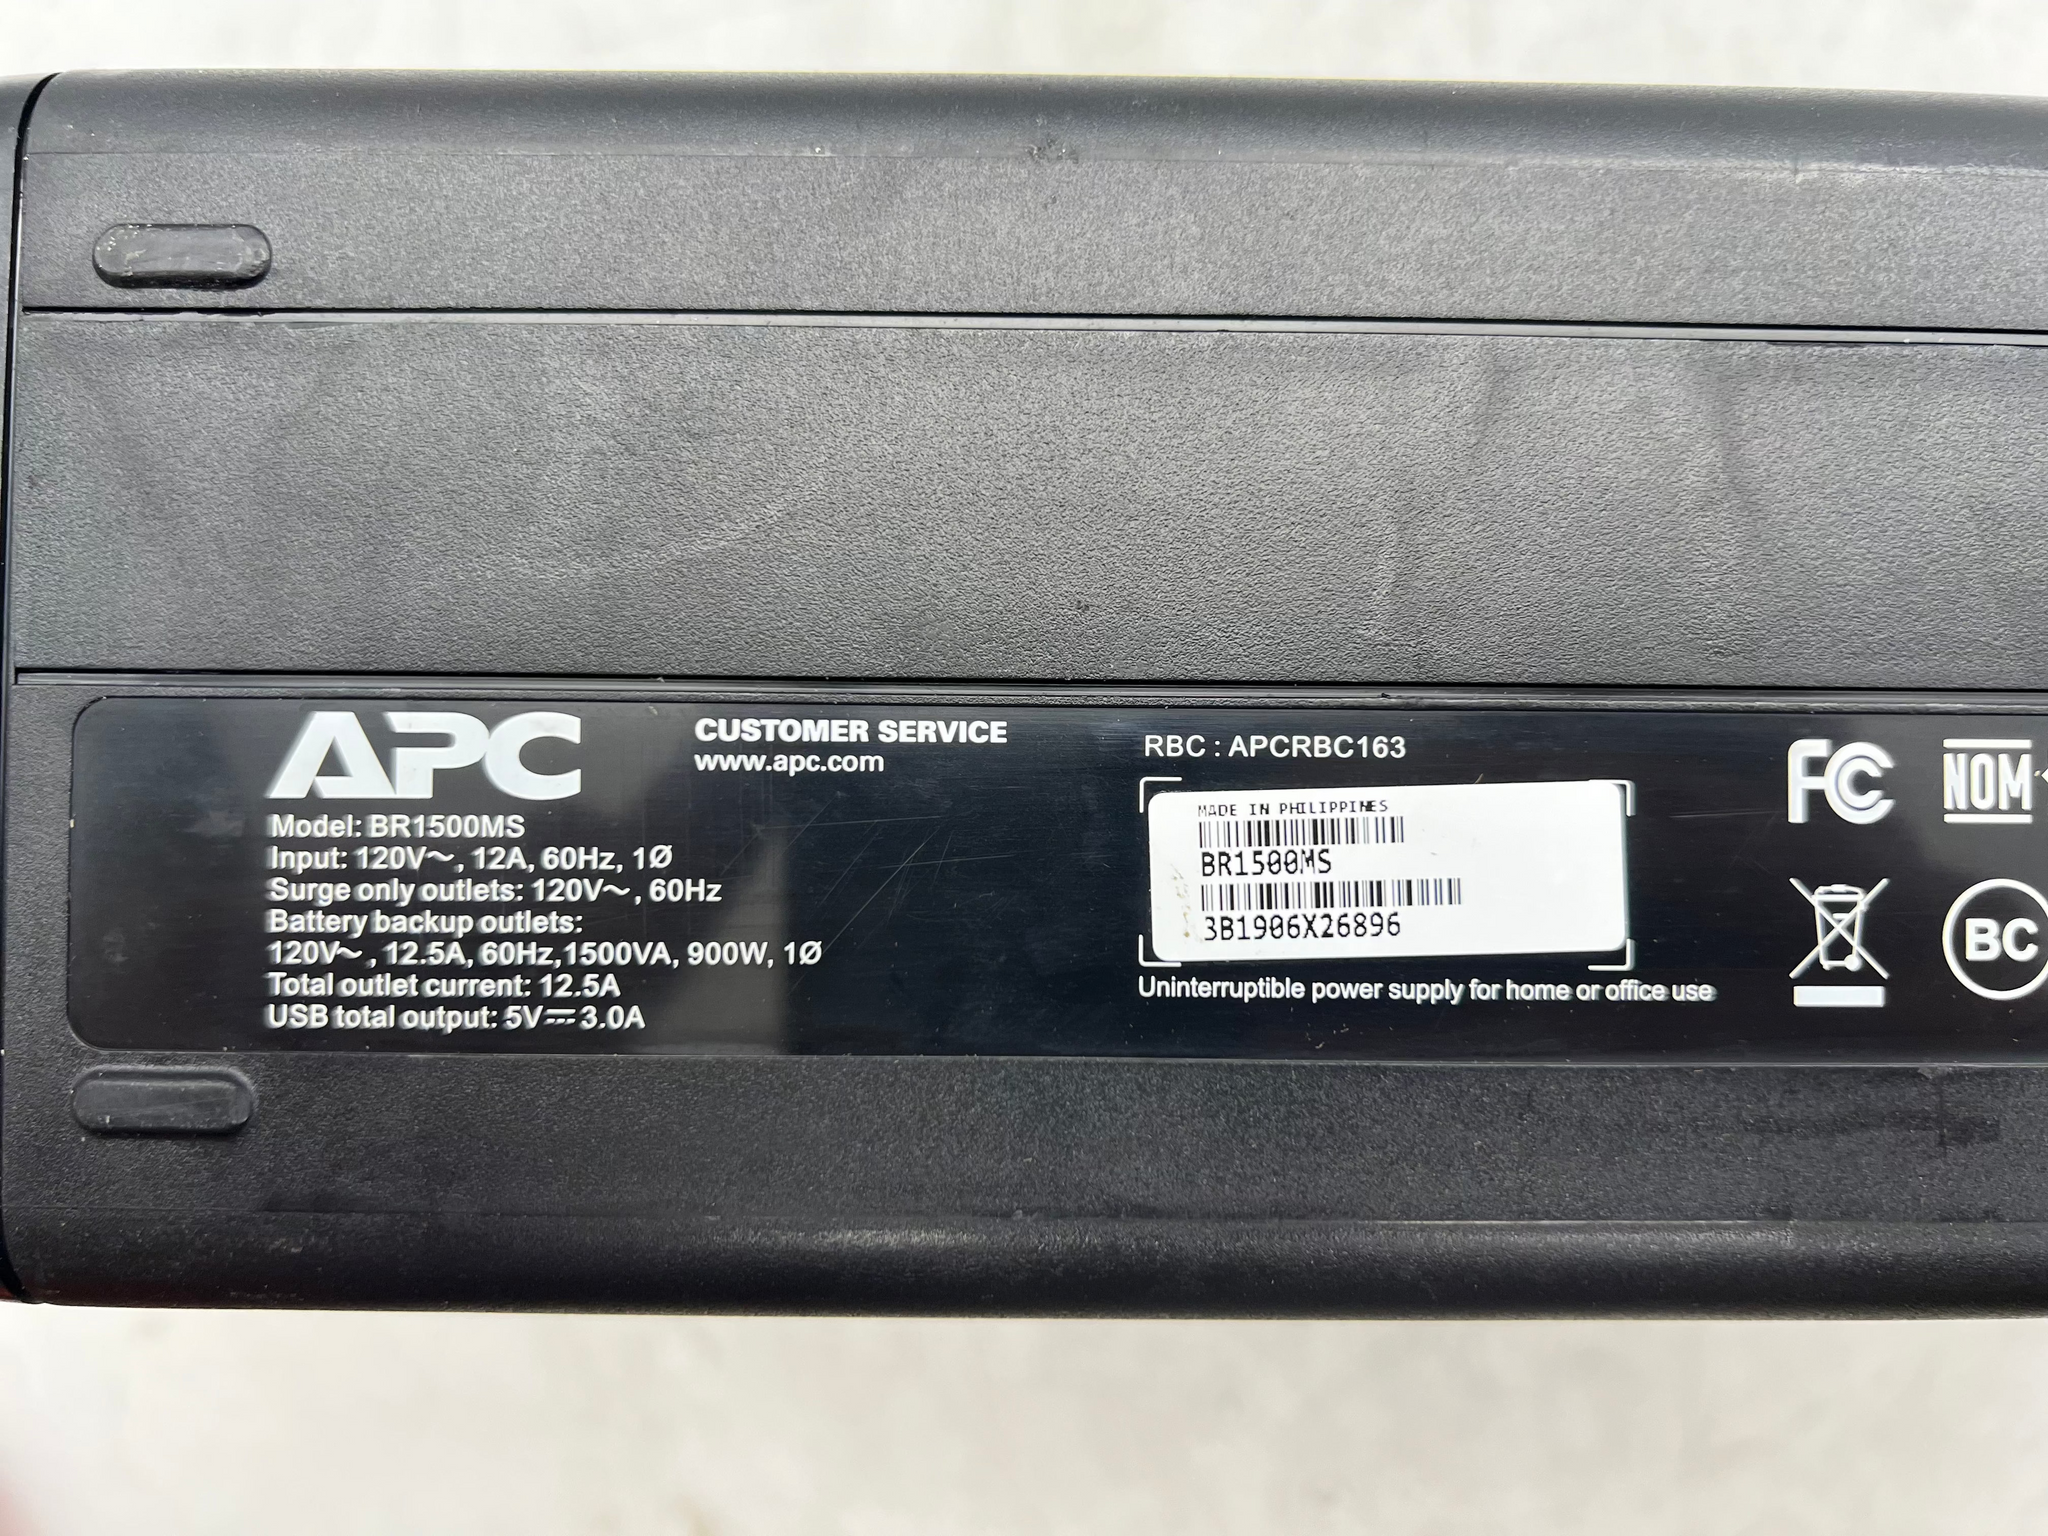 APC
Model: BR1500MS
Input: 120V～, 12A, 60Hz, 1Ø
Surge only outlets: 120V～, 60Hz
Battery backup outlets:
120V～, 12.5A, 60Hz,1500VA, 900W, 1Ø
Total outlet current: 12.5A
USB total output: 5V⎓3.0A
CUSTOMER SERVICE
www.apc.com
RBC : APCRBC163
MADE IN PHILIPPINES
BR1500MS
3B1906X26896
Uninterruptible power supply for home or office use
FC
NOM
BC